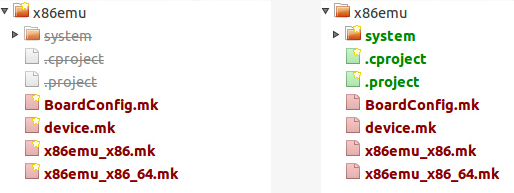 x86emu
system
.cproject
.project
BoardConfig.mk
device.mk
x86emu_x86.mk
x86emu_x86_64.mk
x86emu
system
.cproject
.project
BoardConfig.mk
device.mk
x86emu_x86.mk
x86emu_x86_64.mk